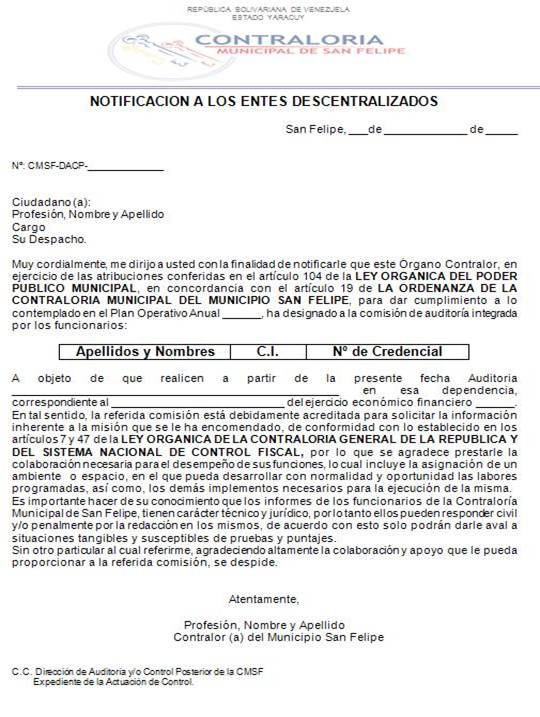 REPÚBLICA BOLIVARIANA DE VENEZUELA
ESTADO YARACUY
CONTRALORIA
MUNICIPAL DE SAN FELIPE
NOTIFICACION A LOS ENTES DESCENTRALIZADOS
San Felipe, ___de _____________ de _____
Nº: CMSF-DACP-______________
Ciudadano (a):
Profesión, Nombre y Apellido
Cargo
Su Despacho.
Muy cordialmente, me dirijo a usted con la finalidad de notificarle que este Órgano Contralor, en
ejercicio de las atribuciones conferidas en el artículo 104 de la LEY ORGANICA DEL PODER
PUBLICO MUNICIPAL, en concordancia con el artículo 19 de LA ORDENANZA DE LA
CONTRALORIA MUNICIPAL DEL MUNICIPIO SAN FELIPE, para dar cumplimiento a lo
contemplado en el Plan Operativo Anual ______, ha designado a la comisión de auditoría integrada
por los funcionarios:
Apellidos y Nombres C.I. Nº de Credencial
A objeto de que realicen a partir de la presente fecha Auditoria
_________________________________________________________ en esa dependencia,
correspondiente al ___________________________ del ejercicio económico financiero ______.
En tal sentido, la referida comisión está debidamente acreditada para solicitar la información
inherente a la misión que se le ha encomendado, de conformidad con lo establecido en los
artículos 7 y 47 de la LEY ORGANICA DE LA CONTRALORIA GENERAL DE LA REPUBLICA Y
DEL SISTEMA NACIONAL DE CONTROL FISCAL, por lo que se agradece prestarle la
colaboración necesaria para el desempeño de sus funciones, lo cual incluye la asignación de un
ambiente o espacio, en el que pueda desarrollar con normalidad y oportunidad las labores
programadas, así como, los demás implementos necesarios para la ejecución de la misma.
Es importante hacer de su conocimiento que los informes de los funcionarios de la Contraloría
Municipal de San Felipe, tienen carácter técnico y jurídico, por lo tanto ellos pueden responder civil
y/o penalmente por la redacción en los mismos, de acuerdo con esto solo podrán darle aval a
situaciones tangibles y susceptibles de pruebas y puntajes.
Sin otro particular al cual referirme, agradeciendo altamente la colaboración y apoyo que le pueda
proporcionar a la referida comisión, se despide.
Atentamente,
Profesión, Nombre y Apellido
Contralor (a) del Municipio San Felipe
C.C. Dirección de Auditoria y/o Control Posterior de la CMSF
Expediente de la Actuación de Control.